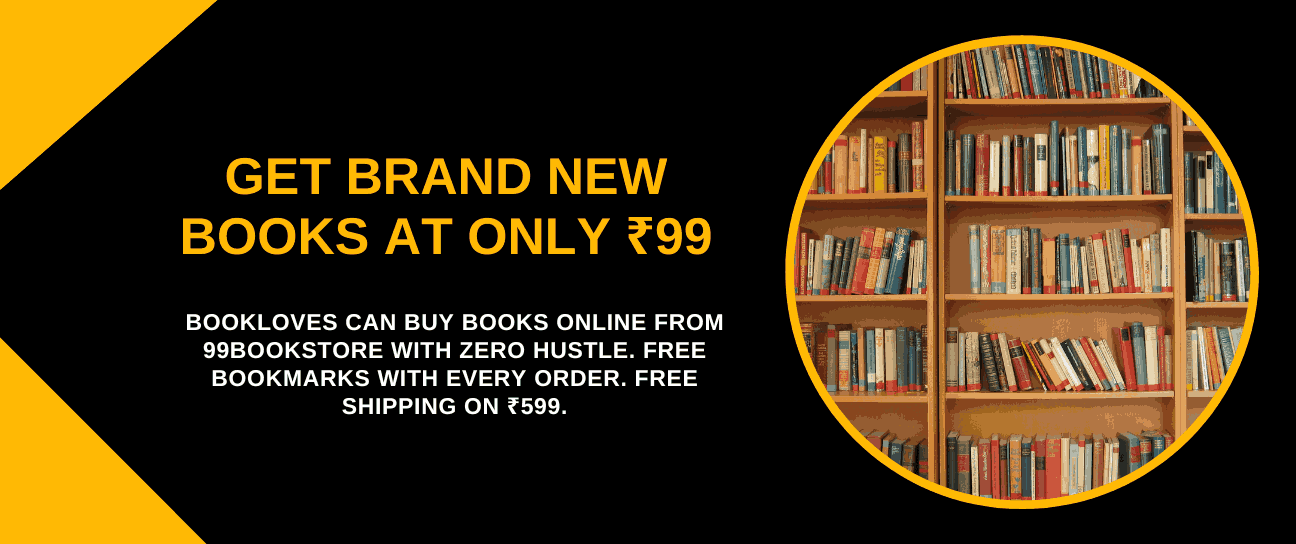 GET BRAND NEW
BOOKS AT ONLY ₹99
BOOKLOVES CAN BUY BOOKS ONLINE FROM
99BOOKSTORE WITH ZERO HUSTLE. FREE
BOOKMARKS WITH EVERY ORDER. FREE
SHIPPING ON ₹599.